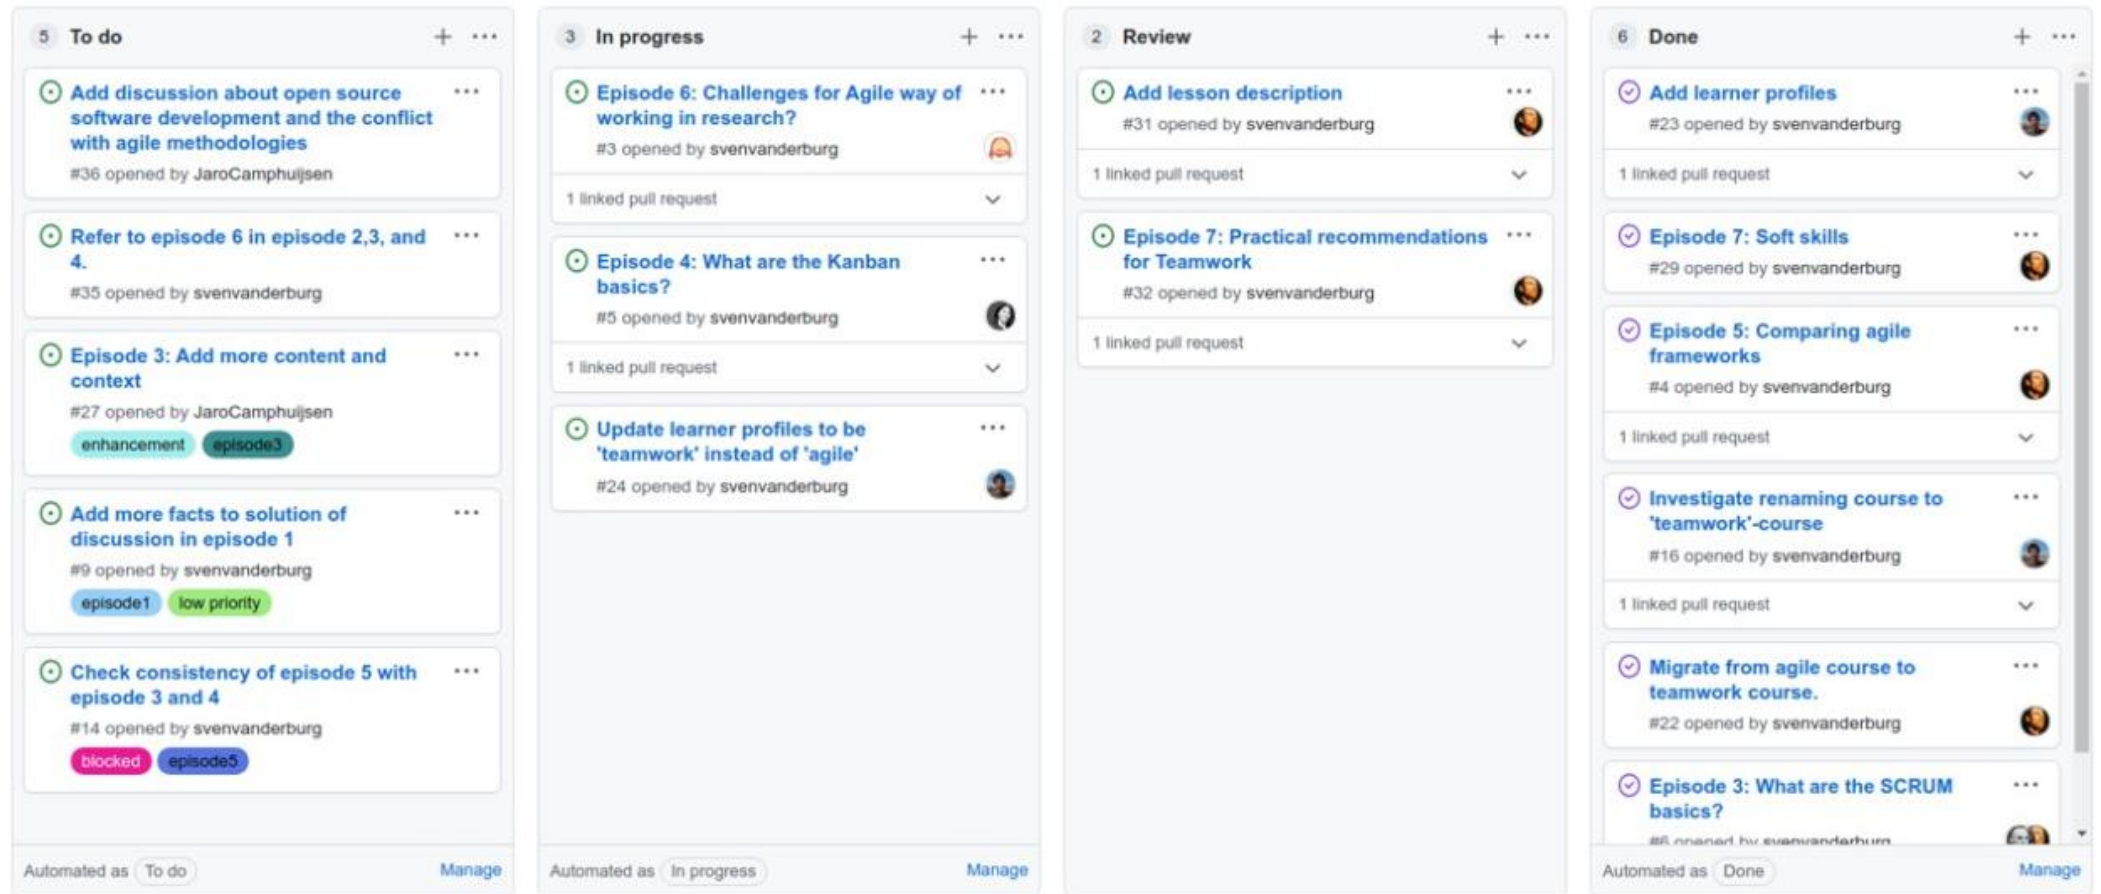 5 To do
Add discussion about open source
software development and the conflict
with agile methodologies
#36 opened by JaroCamphuijsen
Refer to episode 6 in episode 2,3, and
4.
#35 opened by svenvanderburg
Episode 3: Add more content and
context
#27 opened by JaroCamphuijsen
enhancement episode3
Add more facts to solution of
discussion in episode 1
#9 opened by svenvanderburg
episode1 low priority
Check consistency of episode 5 with
episode 3 and 4
#14 opened by svenvanderburg
blocked episode5
Automated as To do Manage
3 In progress
Episode 6: Challenges for Agile way of
working in research?
#3 opened by svenvanderburg
1 linked pull request
Episode 4: What are the Kanban
basics?
#5 opened by svenvanderburg
1 linked pull request
Update learner profiles to be
'teamwork' instead of 'agile'
#24 opened by svenvanderburg
Automated as In progress Manage
2 Review
Add lesson description
#31 opened by svenvanderburg
1 linked pull request
Episode 7: Practical recommendations
for Teamwork
#32 opened by svenvanderburg
1 linked pull request
6 Done
Add learner profiles
#23 opened by svenvanderburg
1 linked pull request
Episode 7: Soft skills
#29 opened by svenvanderburg
Episode 5: Comparing agile
frameworks
#4 opened by svenvanderburg
1 linked pull request
Investigate renaming course to
'teamwork'-course
#16 opened by svenvanderburg
1 linked pull request
Migrate from agile course to
teamwork course.
#22 opened by svenvanderburg
Episode 3: What are the SCRUM
basics?
#6 opened by svenvanderburg
Automated as Done Manage